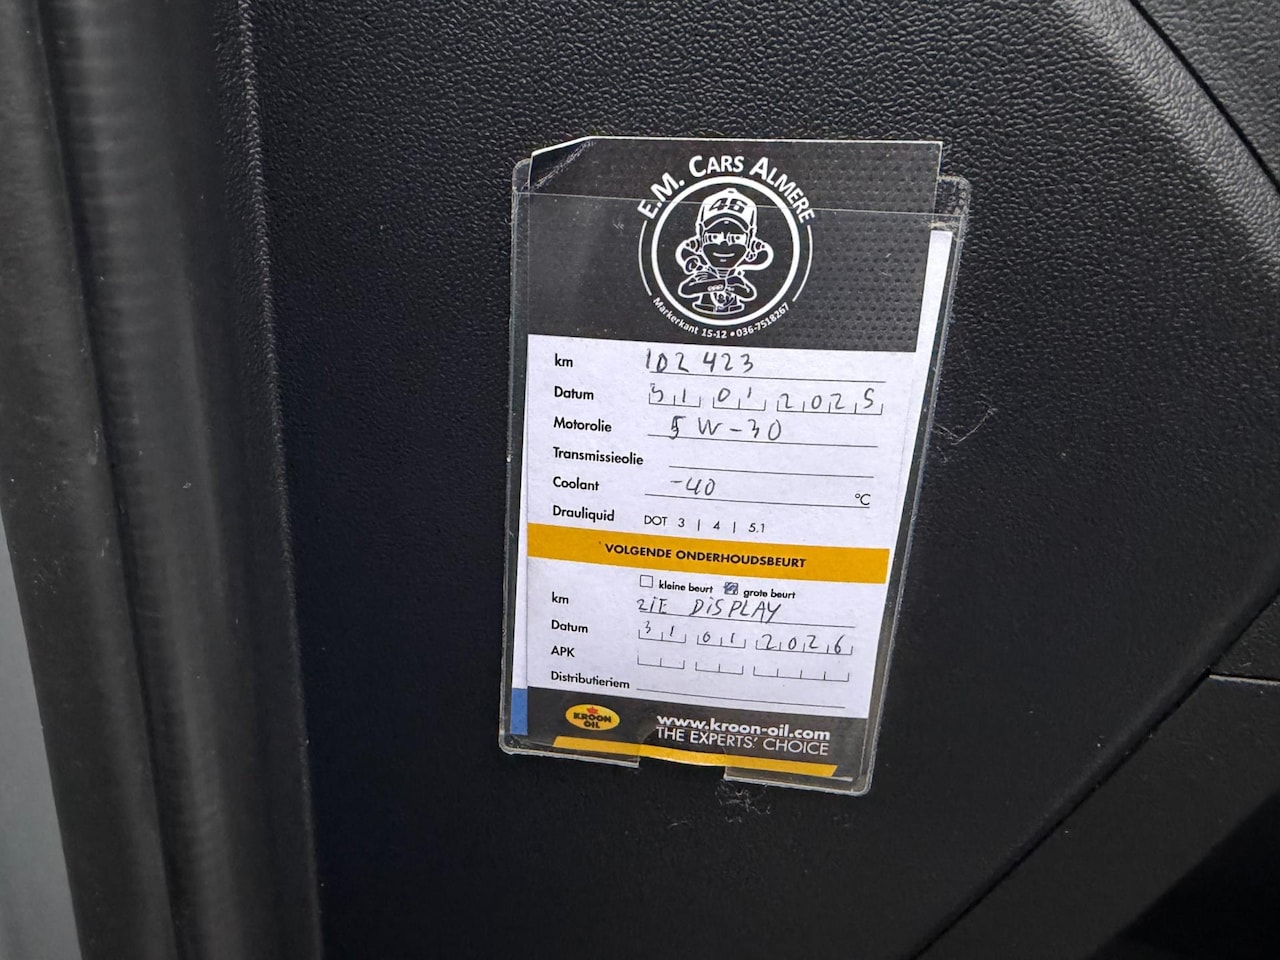 E.M. CARS ALMERE
46
Markerkant 15-12 • 036-7518267
km 102 423
Datum 31 01 2025
Motorolie 5W-30
Transmissieolie
Coolant -40 °C
Drauliquid DOT 3 | 4 | 5.1
VOLGENDE ONDERHOUDSBEURT
kleine beurt grote beurt
km ZIE DISPLAY
Datum 31 01 2026
APK
Distributieriem
KROON
OIL
www.kroon-oil.com
THE EXPERTS' CHOICE